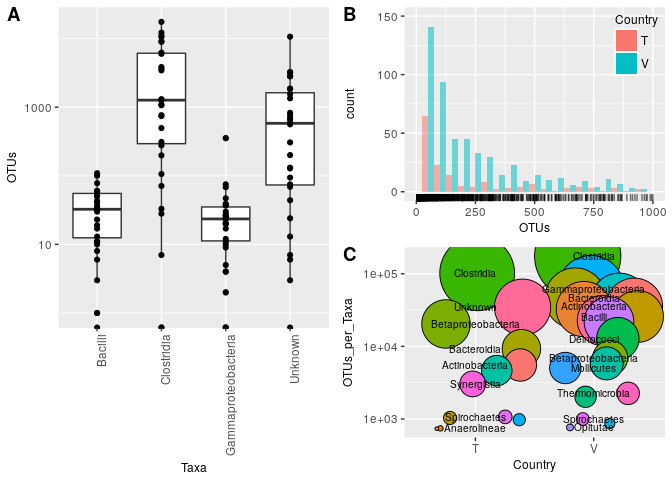 A
OTUs
1000
10
Bacilli
Clostridia
Gammaproteobacteria
Unknown
Taxa
B
count
150
100
50
0
0
250
500
750
1000
OTUs
Country
T
V
C
OTUs_per_Taxa
1e+05
1e+04
1e+03
Clostridia
Clostridia
Gammaproteobacteria
Bacteroidia
Unknown
Actinobacteria
Bacilli
Betaproteobacteria
Deinococci
Bacteroidia
Betaproteobacteria
Actinobacteria
Mollicutes
Synergistia
Thermomicrobia
Spirochaetes
Spirochaetes
Anaerolineae
Opitutae
T
V
Country